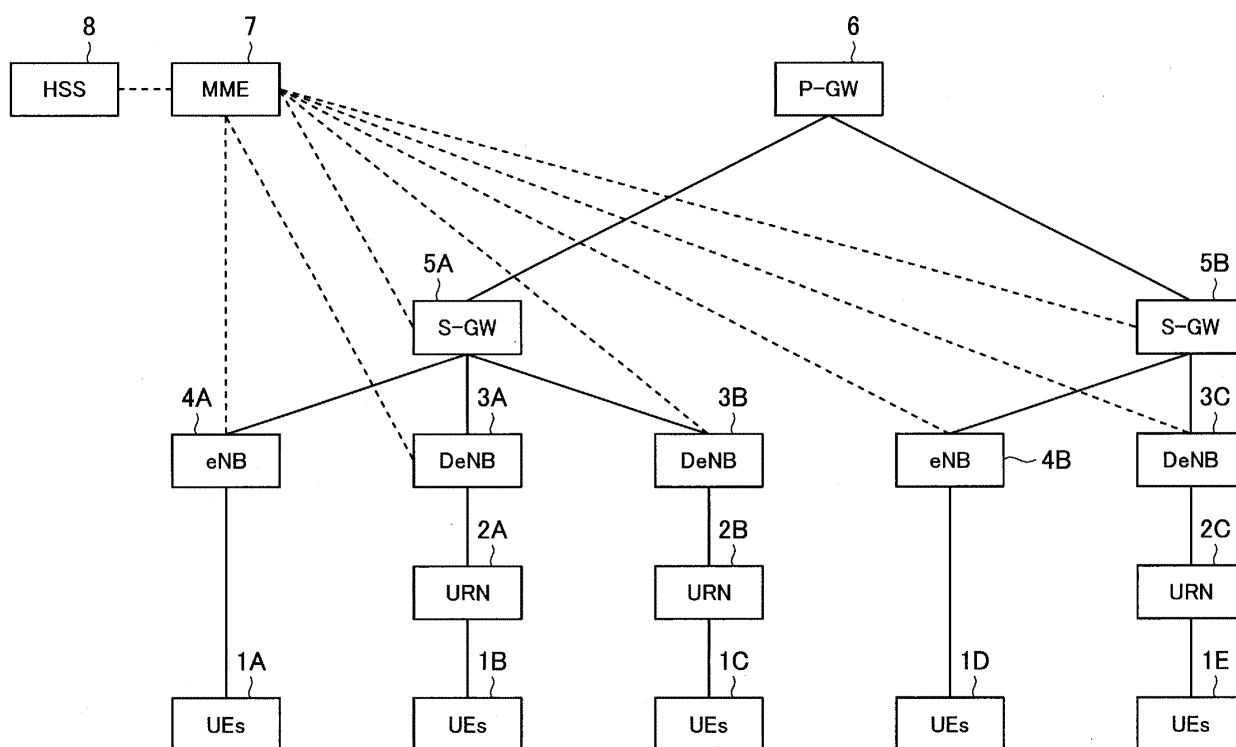 8 7 6
HSS MME P-GW
5A 5B
S-GW S-GW
4A 3A 3B 3C
eNB DeNB DeNB eNB 4B DeNB
2A 2B 2C
URN URN URN
1A 1B 1C 1D 1E
UEs UEs UEs UEs UEs